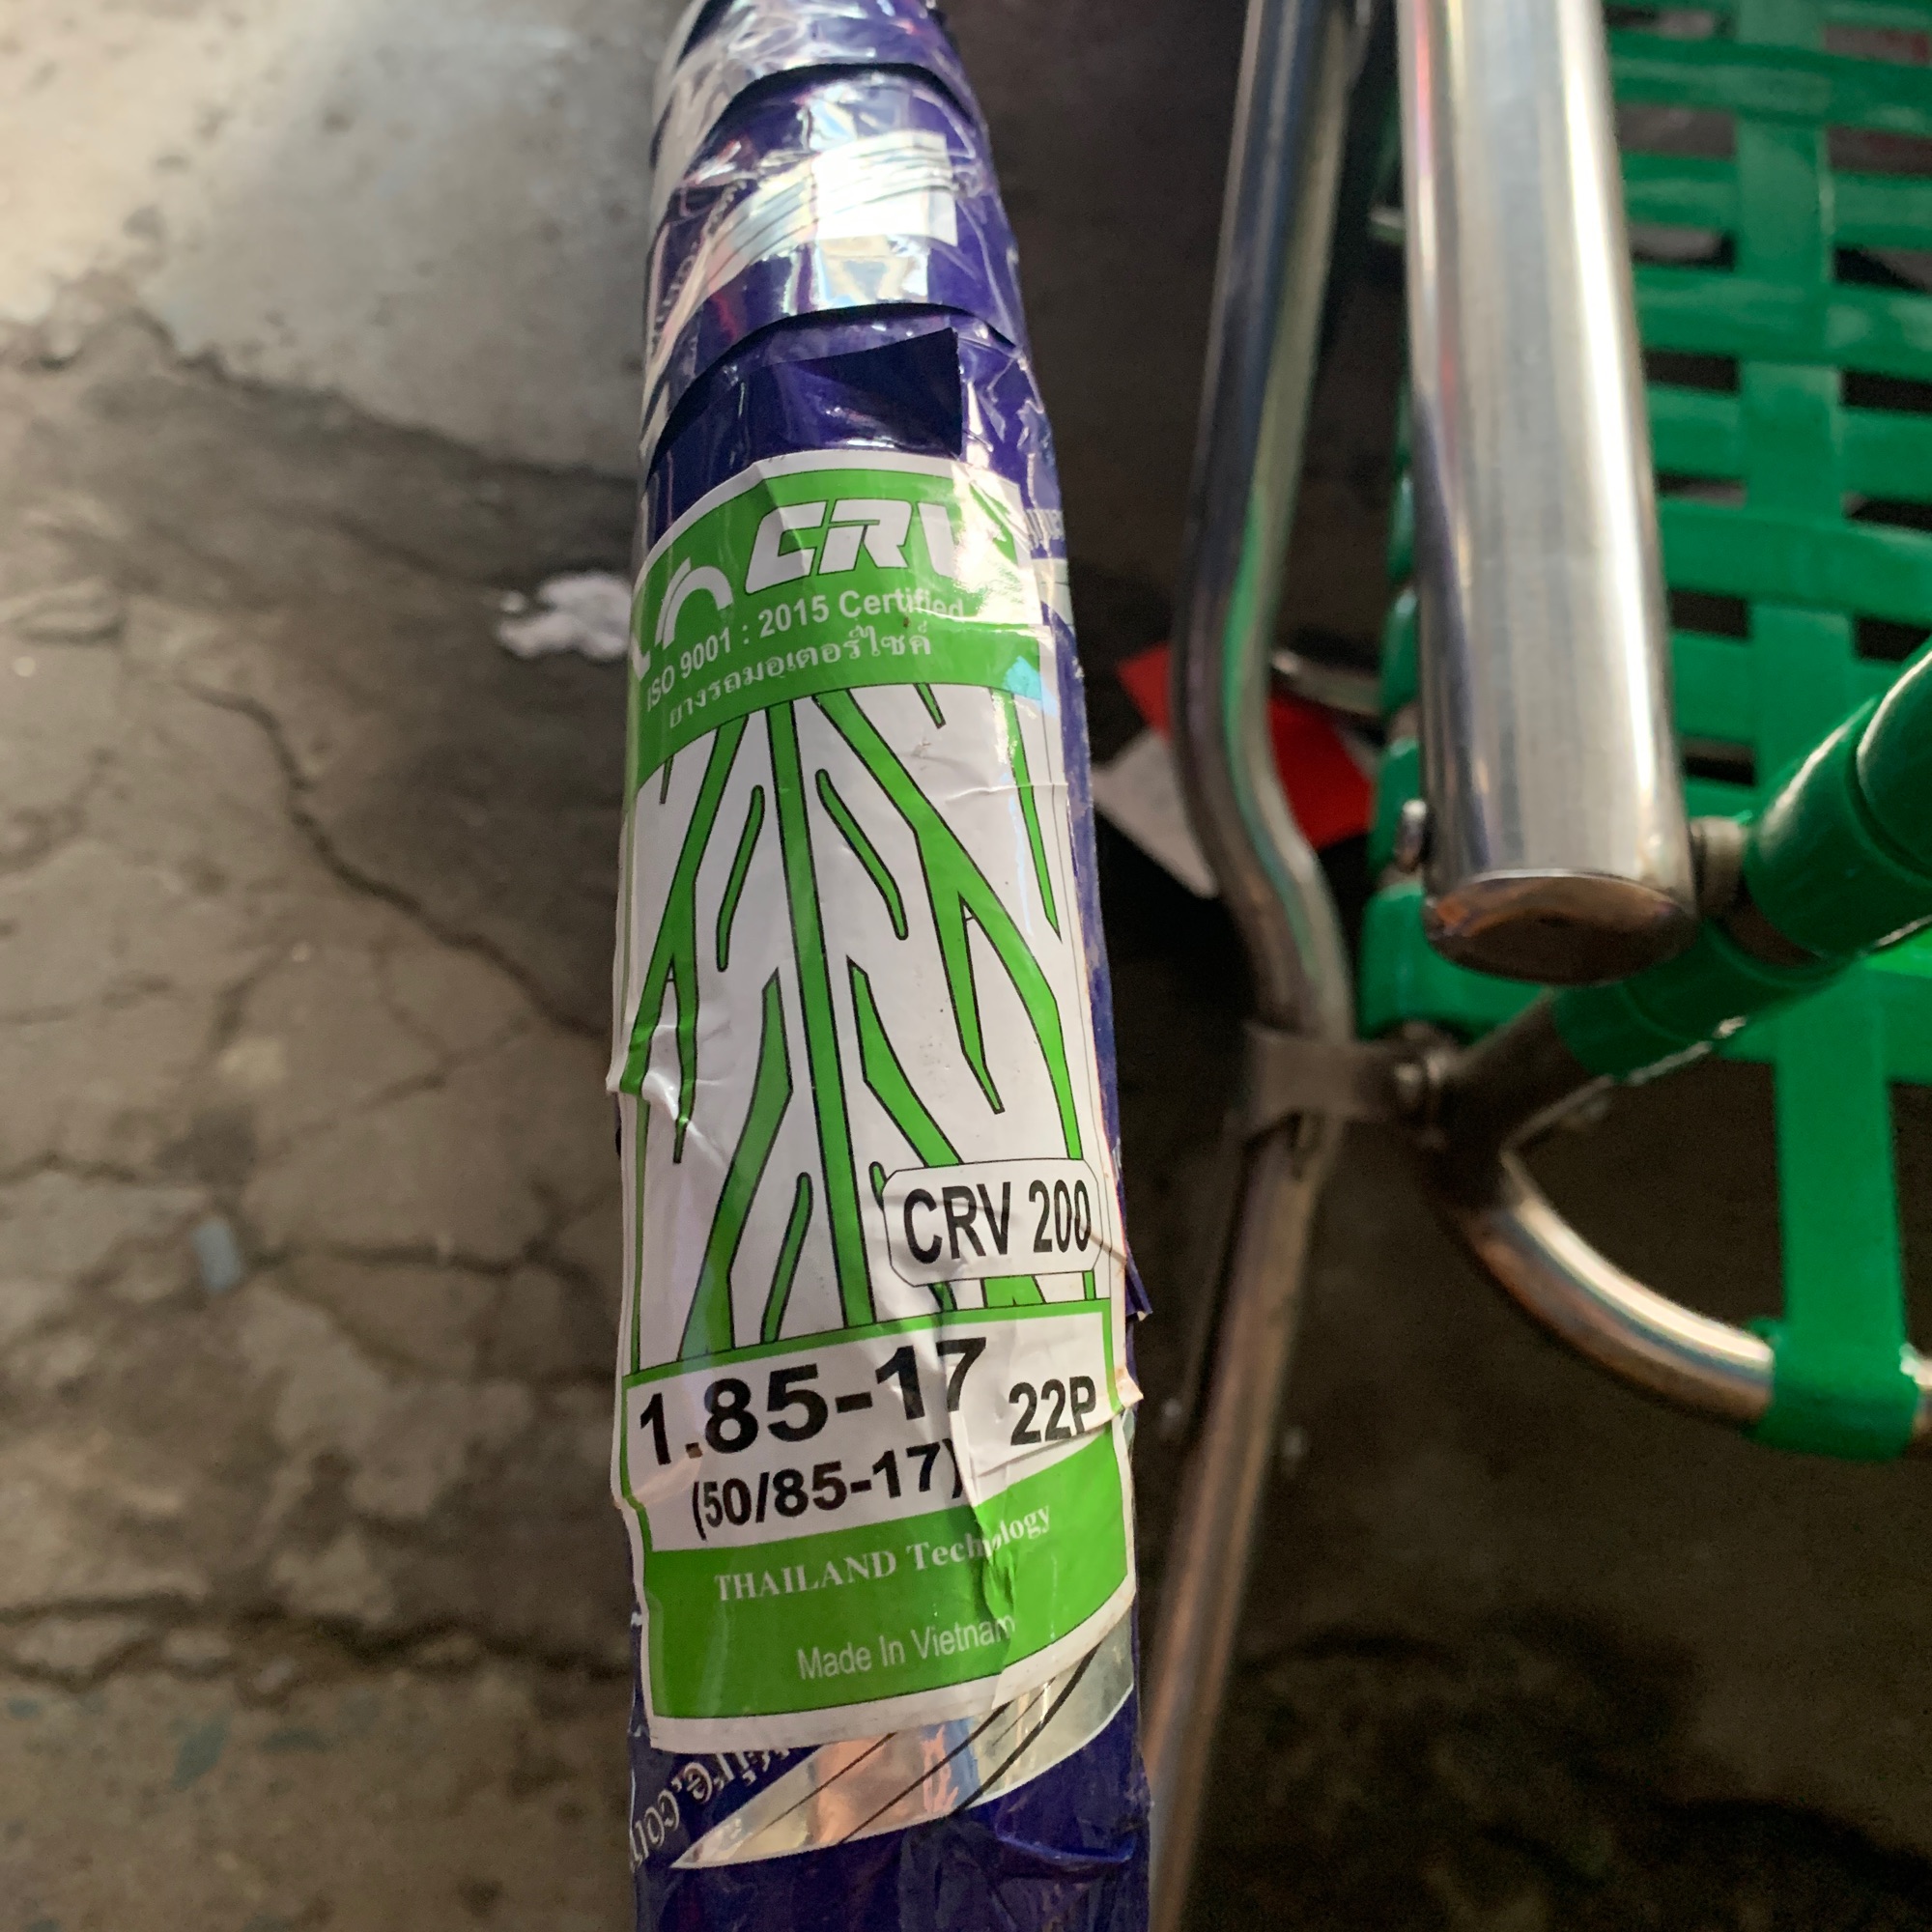 CRV
ISO 9001 : 2015 Certified
ยางรถมอเตอร์ไซค์
CRV 200
1.85-17 22P
(50/85-17)
THAILAND Technology
Made In Vietnam